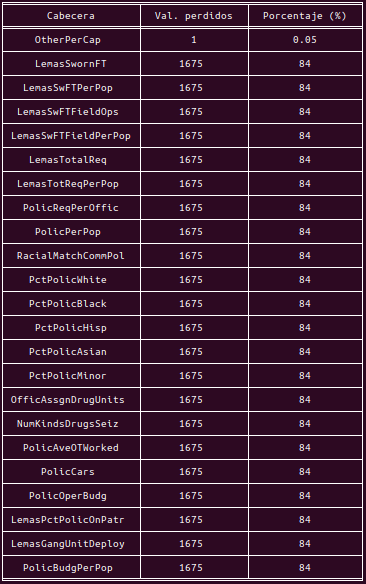 Cabecera Val. perdidos Porcentaje (%)
OtherPerCap 1 0.05
LemasSwornFT 1675 84
LemasSwFTPerPop 1675 84
LemasSwFTFieldOps 1675 84
LemasSwFTFieldPerPop 1675 84
LemasTotalReq 1675 84
LemasTotReqPerPop 1675 84
PolicReqPerOffic 1675 84
PolicPerPop 1675 84
RacialMatchCommPol 1675 84
PctPolicWhite 1675 84
PctPolicBlack 1675 84
PctPolicHisp 1675 84
PctPolicAsian 1675 84
PctPolicMinor 1675 84
OfficAssgnDrugUnits 1675 84
NumKindsDrugsSeiz 1675 84
PolicAveOTWorked 1675 84
PolicCars 1675 84
PolicOperBudg 1675 84
LemasPctPolicOnPatr 1675 84
LemasGangUnitDeploy 1675 84
PolicBudgPerPop 1675 84